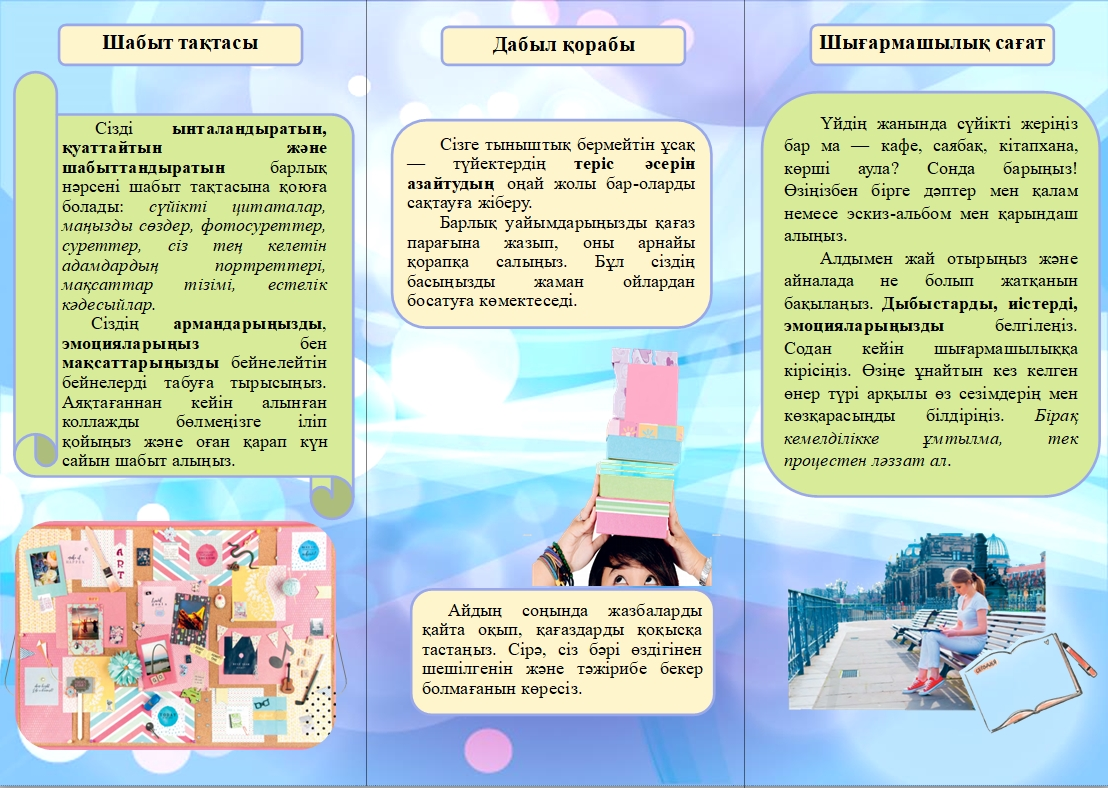 Шабыт тақтасы
Сізді ынталандыратын,
қуаттайтын және
шабыттандыратын барлық
нәрсені шабыт тақтасына қоюға
болады: сүйікті цитаталар,
маңызды сөздер, фотосуреттер,
суреттер, сіз тең келетін
адамдардың портреттері,
мақсаттар тізімі, естелік
кәдесыйлар.
Сіздің армандарыңызды,
эмоцияларыңыз бен
мақсаттарыңызды бейнелейтін
бейнелерді табуға тырысыңыз.
Аяқтағаннан кейін алынған
коллажды бөлмеңізге іліп
қойыңыз және оған қарап күн
сайын шабыт алыңыз.
ART
Дабыл қорабы
Сізге тыныштық бермейтін ұсақ
— түйектердің теріс әсерін
азайтудың оңай жолы бар-оларды
сақтауға жіберу.
Барлық уайымдарыңызды қағаз
парағына жазып, оны арнайы
қорапқа салыңыз. Бұл сіздің
басыңызды жаман ойлардан
босатуға көмектеседі.
Айдың соңында жазбаларды
қайта оқып, қағаздарды қоқысқа
тастаңыз. Сірә, сіз бәрі өздігінен
шешілгенін және тәжірибе бекер
болмағанын көресіз.
Шығармашылық сағат
Үйдің жанында сүйікті жеріңіз
бар ма — кафе, саябақ, кітапхана,
көрші аула? Сонда барыңыз!
Өзіңізбен бірге дәптер мен қалам
немесе эскиз-альбом мен қарындаш
алыңыз.
Алдымен жай отырыңыз және
айналада не болып жатқанын
бақылаңыз. Дыбыстарды, иістерді,
эмоцияларыңызды белгілеңіз.
Содан кейін шығармашылыққа
кірісіңіз. Өзіңе ұнайтын кез келген
өнер түрі арқылы өз сезімдерің мен
көзқарасыңды білдіріңіз. Бірақ
кемелділікке ұмтылма, тек
процестен ләззат ал.